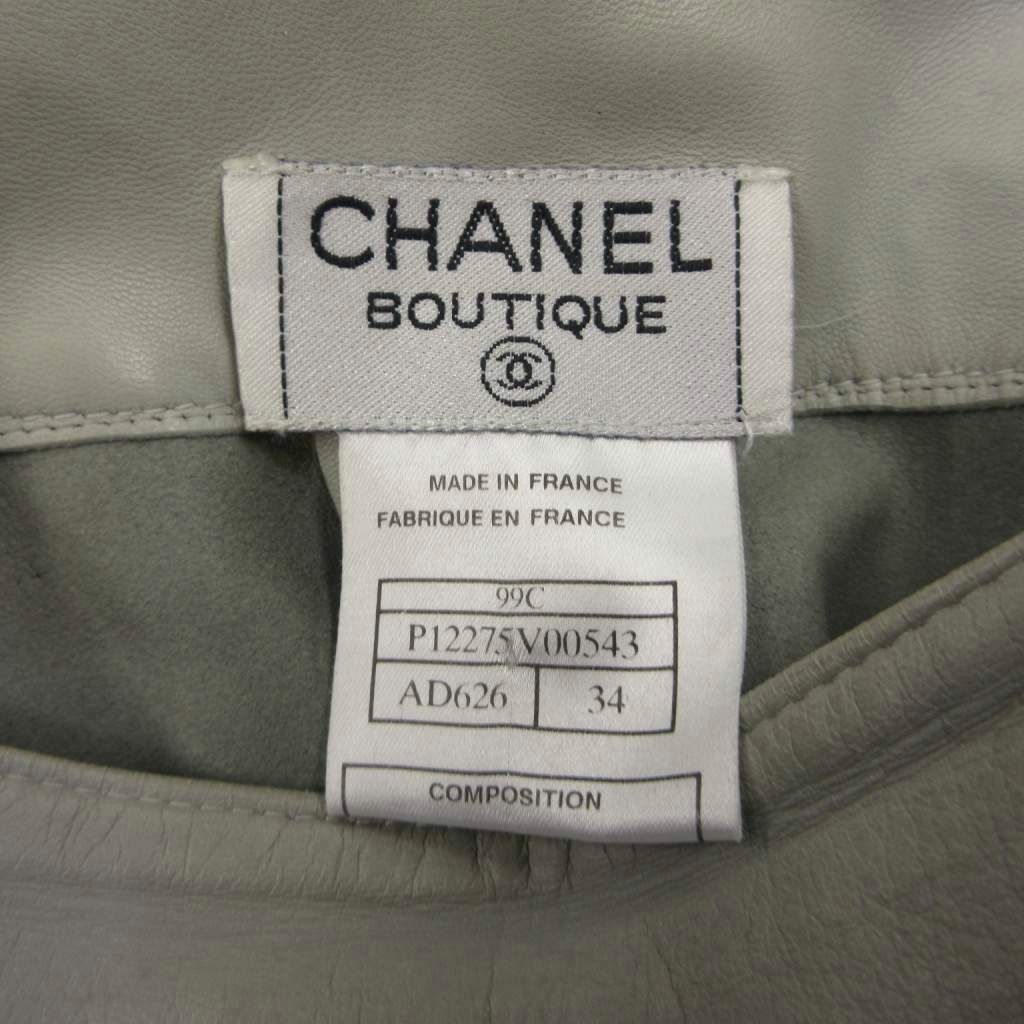 CHANEL
BOUTIQUE
MADE IN FRANCE
FABRIQUE EN FRANCE
99C
P12275V00543
AD626 34
COMPOSITION